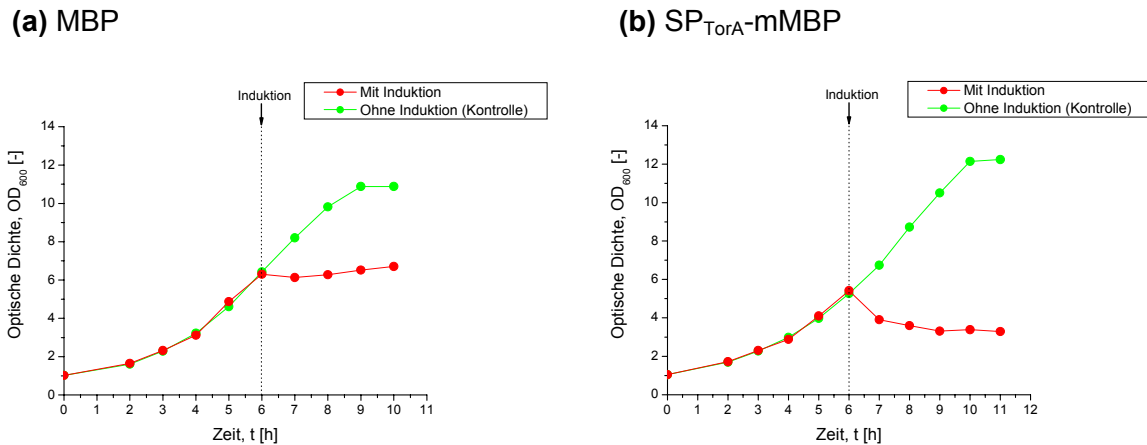 (a) MBP
Mit Induktion
Ohne Induktion (Kontrolle)
Induktion
14
12
10
8
6
4
2
0
Optische Dichte, OD600 [-]
0 1 2 3 4 5 6 7 8 9 10 11
Zeit, t [h]
(b) SPTorA-mMBP
Mit Induktion
Ohne Induktion (Kontrolle)
Induktion
14
12
10
8
6
4
2
0
Optische Dichte, OD600 [-]
0 1 2 3 4 5 6 7 8 9 10 11 12
Zeit, t [h]